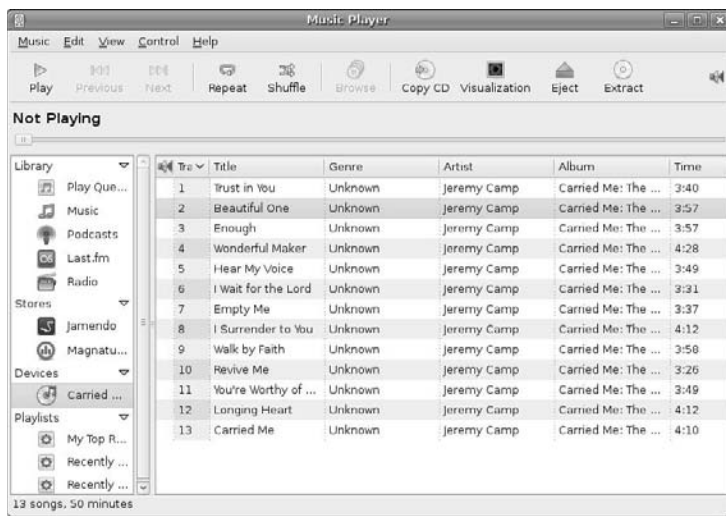 Music Player
Music Edit View Control Help
Play Previous Next Repeat Shuffle Browse Copy CD Visualization Eject Extract
Not Playing
Library
Play Que...
Music
Podcasts
Last.fm
Radio
Stores
Jamendo
Magnatu...
Devices
Carried ...
Playlists
My Top R...
Recently ...
Recently ...
Tra Title Genre Artist Album Time
1 Trust in You Unknown Jeremy Camp Carried Me: The ... 3:40
2 Beautiful One Unknown Jeremy Camp Carried Me: The ... 3:57
3 Enough Unknown Jeremy Camp Carried Me: The ... 3:57
4 Wonderful Maker Unknown Jeremy Camp Carried Me: The ... 4:28
5 Hear My Voice Unknown Jeremy Camp Carried Me: The ... 3:49
6 I Wait for the Lord Unknown Jeremy Camp Carried Me: The ... 3:31
7 Empty Me Unknown Jeremy Camp Carried Me: The ... 3:37
8 I Surrender to You Unknown Jeremy Camp Carried Me: The ... 4:12
9 Walk by Faith Unknown Jeremy Camp Carried Me: The ... 3:58
10 Revive Me Unknown Jeremy Camp Carried Me: The ... 3:26
11 You're Worthy of ... Unknown Jeremy Camp Carried Me: The ... 3:49
12 Longing Heart Unknown Jeremy Camp Carried Me: The ... 4:12
13 Carried Me Unknown Jeremy Camp Carried Me: The ... 4:10
13 songs, 50 minutes